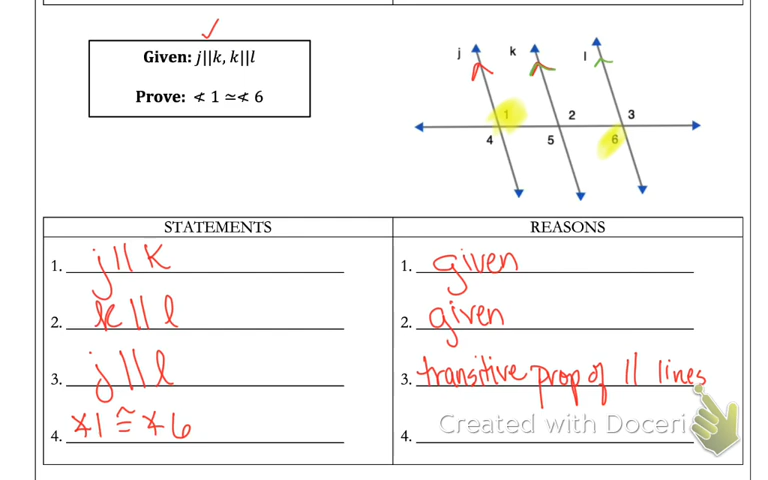 Given: j||k, k||l
Prove: ∡ 1 ≃∡ 6
j k l
1 2 3
4 5 6
STATEMENTS REASONS
1. j || k 1. given
2. k || l 2. given
3. j || l 3. transitive prop of || lines
4. ∡1 ≅ ∡6 4.
Created with Doceri